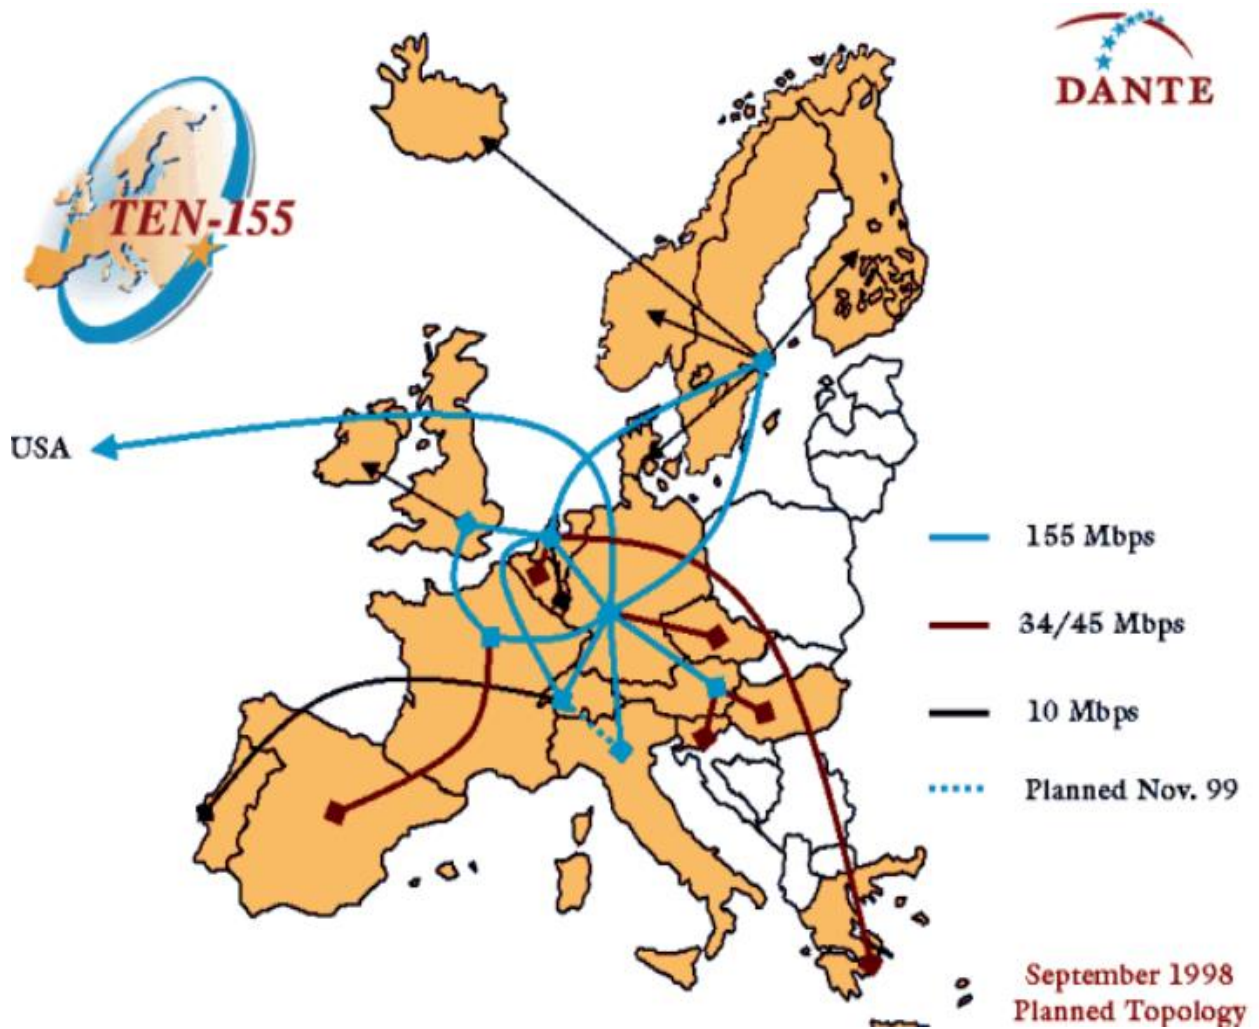 DANTE
TEN-155
USA
155 Mbps
34/45 Mbps
10 Mbps
Planned Nov. 99
September 1998
Planned Topology